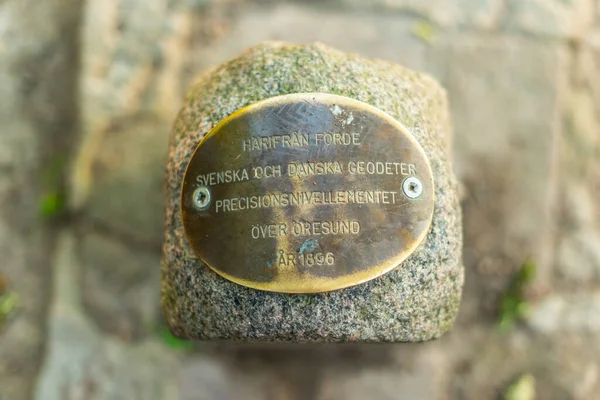 HÄRIFRÅN FÖRDE
SVENSKA OCH DANSKA GEODETER
PRECISIONSNIVELLEMENTET
ÖVER ÖRESUND
ÅR 1896